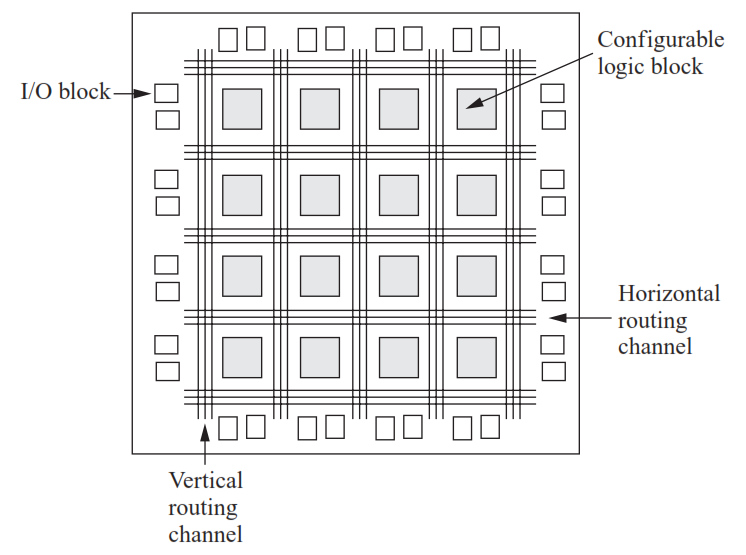 Configurable
logic block
I/O block
Horizontal
routing
channel
Vertical
routing
channel